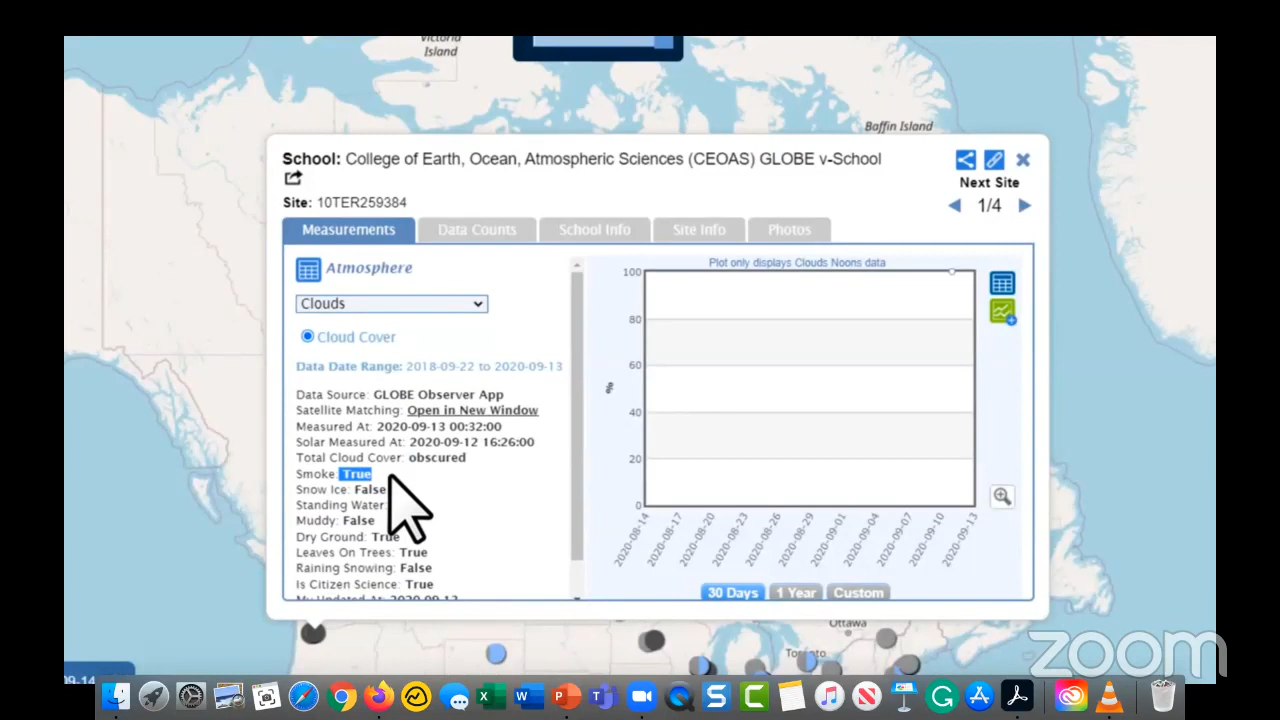 Victoria
Island
Baffin Island
School: College of Earth, Ocean, Atmospheric Sciences (CEOAS) GLOBE v-School
Next Site
Site: 10TER259384
1/4
Measurements
Data Counts
School Info
Site Info
Photos
Atmosphere
Clouds
Cloud Cover
Data Date Range: 2018-09-22 to 2020-09-13
Data Source: GLOBE Observer App
Satellite Matching: Open in New Window
Measured At: 2020-09-13 00:32:00
Solar Measured At: 2020-09-12 16:26:00
Total Cloud Cover: obscured
Smoke: True
Snow Ice: False
Standing Water:
Muddy: False
Dry Ground: True
Leaves On Trees: True
Raining Snowing: False
Is Citizen Science: True
Plot only displays Clouds Noons data
100
80
60
40
20
0
%
2020-08-14
2020-08-17
2020-08-20
2020-08-23
2020-08-26
2020-08-29
2020-09-01
2020-09-04
2020-09-07
2020-09-10
2020-09-13
30 Days
1 Year
Custom
Ottawa
09-14
zoom